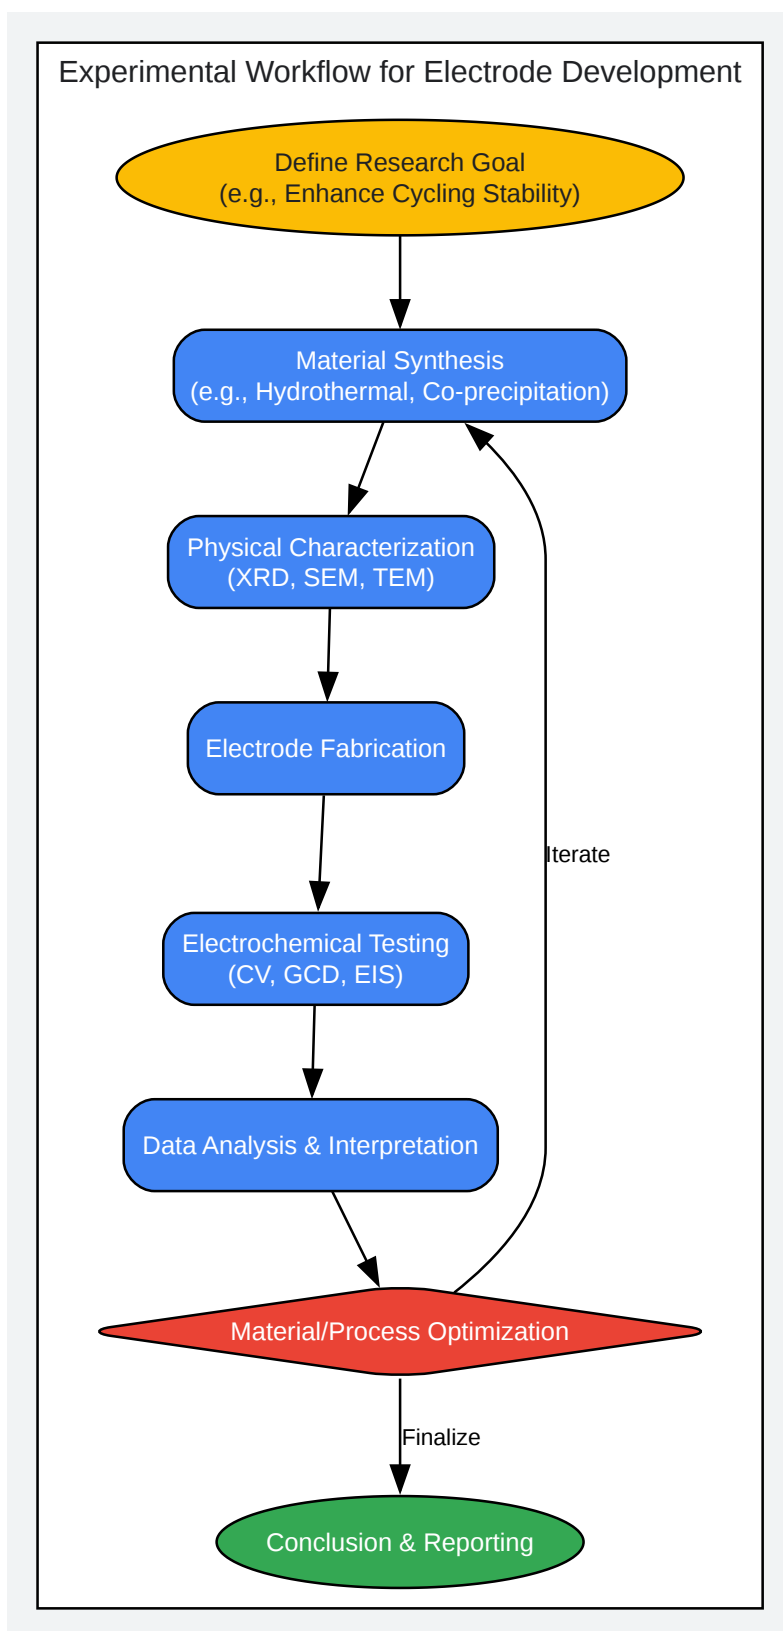 Experimental Workflow for Electrode Development
Define Research Goal
(e.g., Enhance Cycling Stability)
Material Synthesis
(e.g., Hydrothermal, Co-precipitation)
Physical Characterization
(XRD, SEM, TEM)
Electrode Fabrication
Iterate
Electrochemical Testing
(CV, GCD, EIS)
Data Analysis & Interpretation
Material/Process Optimization
Finalize
Conclusion & Reporting